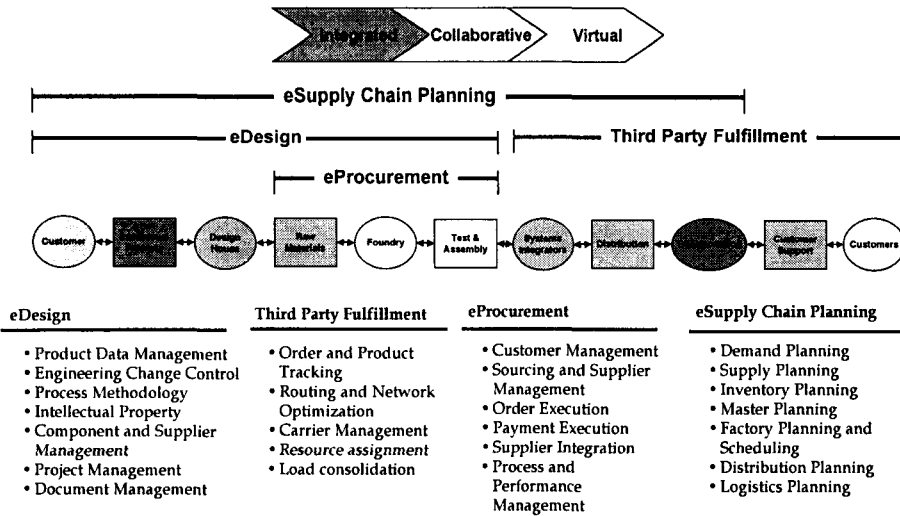 Integrated Collaborative Virtual
eSupply Chain Planning
eDesign
Third Party Fulfillment
eProcurement
Customer
Design
House
Raw
Materials
Foundry
Test &
Assembly
Systems
Integrators
Distribution
Customer
Support
Customers
eDesign
• Product Data Management
• Engineering Change Control
• Process Methodology
• Intellectual Property
• Component and Supplier
Management
• Project Management
• Document Management
Third Party Fulfillment
• Order and Product
Tracking
• Routing and Network
Optimization
• Carrier Management
• Resource assignment
• Load consolidation
eProcurement
• Customer Management
• Sourcing and Supplier
Management
• Order Execution
• Payment Execution
• Supplier Integration
• Process and
Performance
Management
eSupply Chain Planning
• Demand Planning
• Supply Planning
• Inventory Planning
• Master Planning
• Factory Planning and
Scheduling
• Distribution Planning
• Logistics Planning